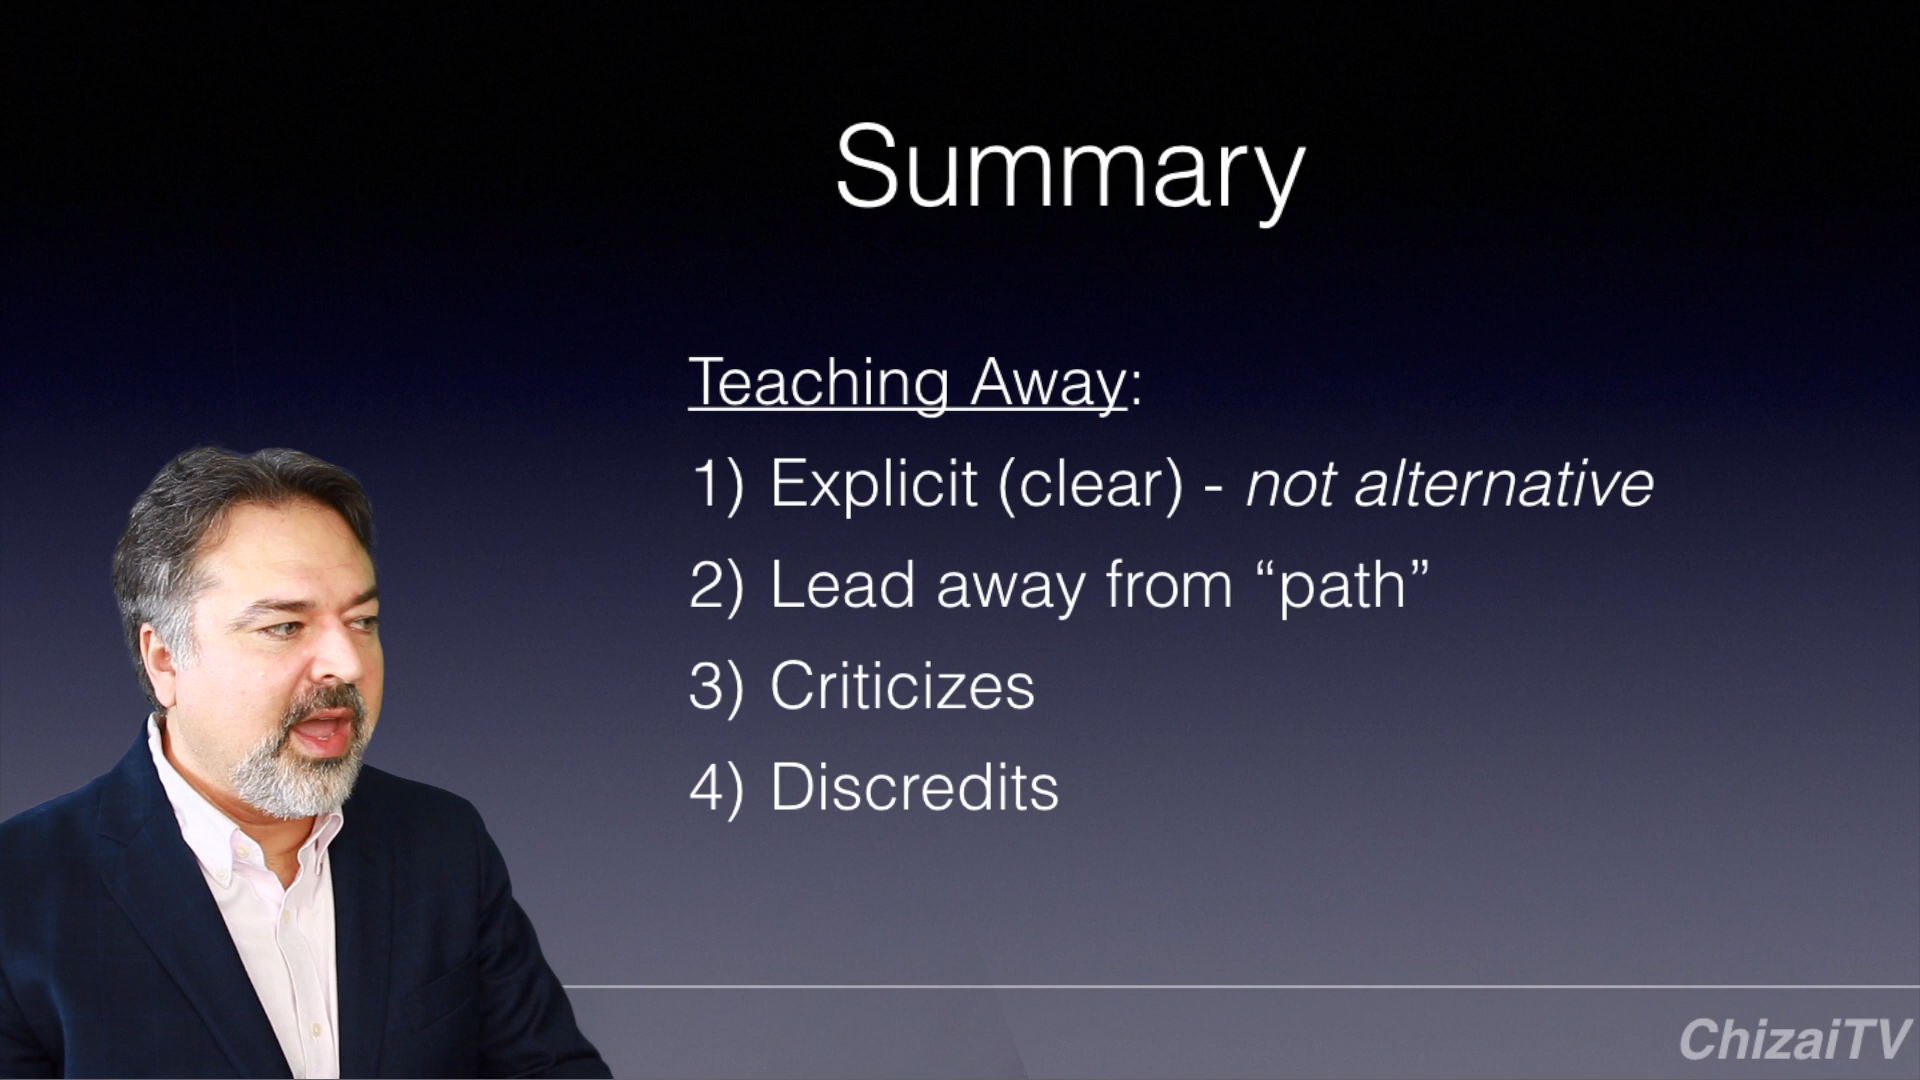 Summary
Teaching Away:
1) Explicit (clear) - not alternative
2) Lead away from “path”
3) Criticizes
4) Discredits
ChizaiTV